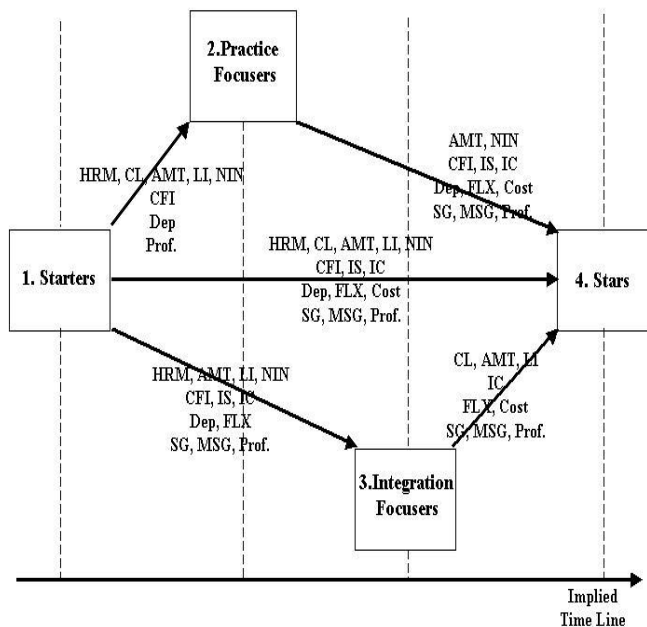 2.Practice
Focusers
HRM, CL, AMT, LI, NIN
CFI
Dep
Prof.
AMT, NIN
CFI, IS, IC
Dep, FLX, Cost
SG, MSG, Prof.
1. Starters
HRM, CL, AMT, LI, NIN
CFI, IS, IC
Dep, FLX, Cost
SG, MSG, Prof.
4. Stars
HRM, AMT, LI, NIN
CFI, IS, IC
Dep, FLX
SG, MSG, Prof.
CL, AMT, LI
IC
FLX, Cost
SG, MSG, Prof.
3.Integration
Focusers
Implied
Time Line